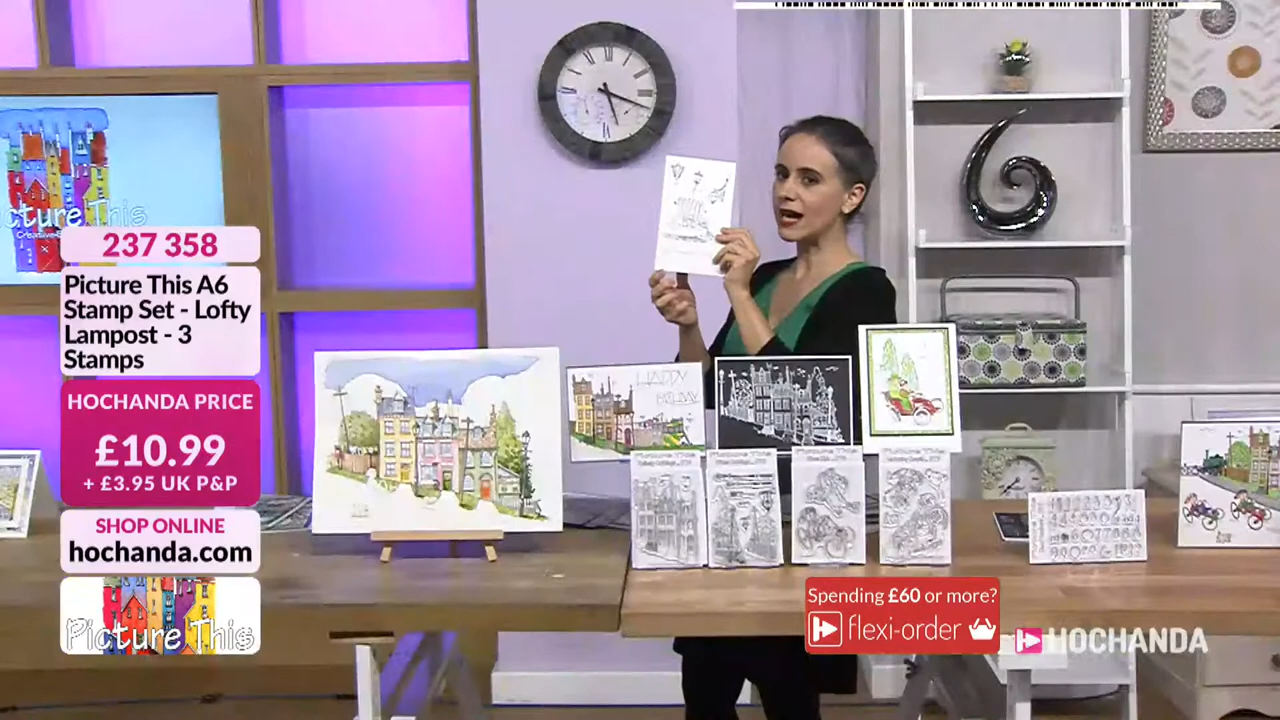 Picture This
237 358
Picture This A6
Stamp Set - Lofty
Lampost - 3
Stamps
HOCHANDA PRICE
£10.99
+ £3.95 UK P&P
SHOP ONLINE
hochanda.com
Picture This
HAPPY
Spending £60 or more?
flexi-order
HOCHANDA